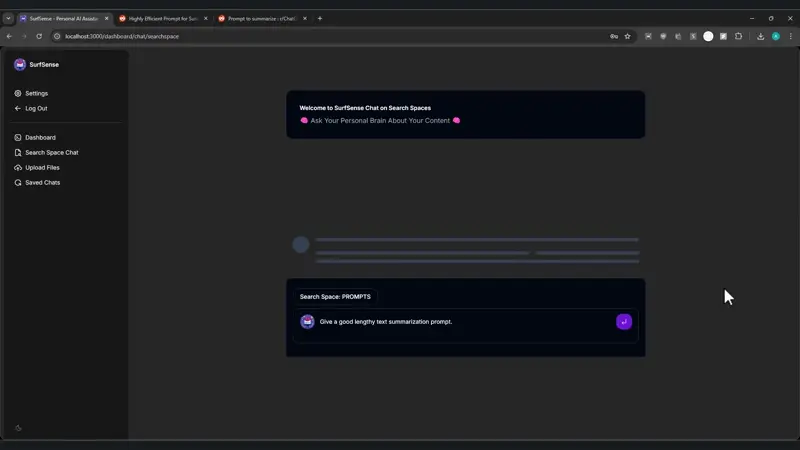 SurfSense - Personal AI Assista
Highly Efficient Prompt for Sum
Prompt to summarize : r/ChatG
localhost:3000/dashboard/chat/searchspace
SurfSense
Settings
Log Out
Dashboard
Search Space Chat
Upload Files
Saved Chats
Welcome to SurfSense Chat on Search Spaces
🧠 Ask Your Personal Brain About Your Content 🧠
Search Space: PROMPTS
Give a good lengthy text summarization prompt.